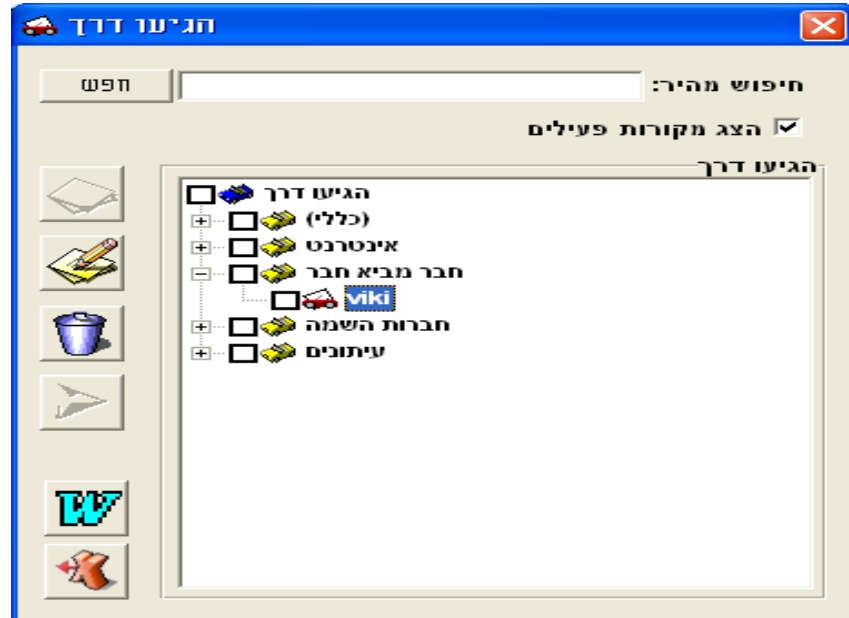 הגיעו דרך
חיפוש מהיר:
חפש
הצג מקורות פעילים
הגיעו דרך
הגיעו דרך
(כללי)
אינטרנט
חבר מביא חבר
viki
חברות השמה
עיתונים
W